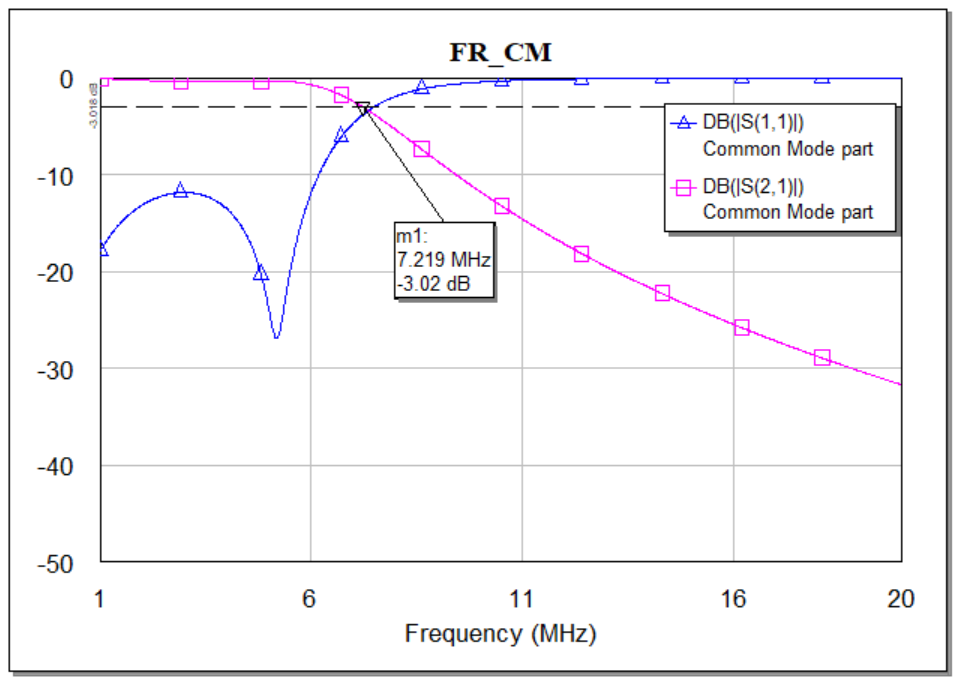 FR_CM
0
-10
-20
-30
-40
-50
-3.018 dB
DB(|S(1,1)|)
Common Mode part
DB(|S(2,1)|)
Common Mode part
m1:
7.219 MHz
-3.02 dB
1
6
11
16
20
Frequency (MHz)